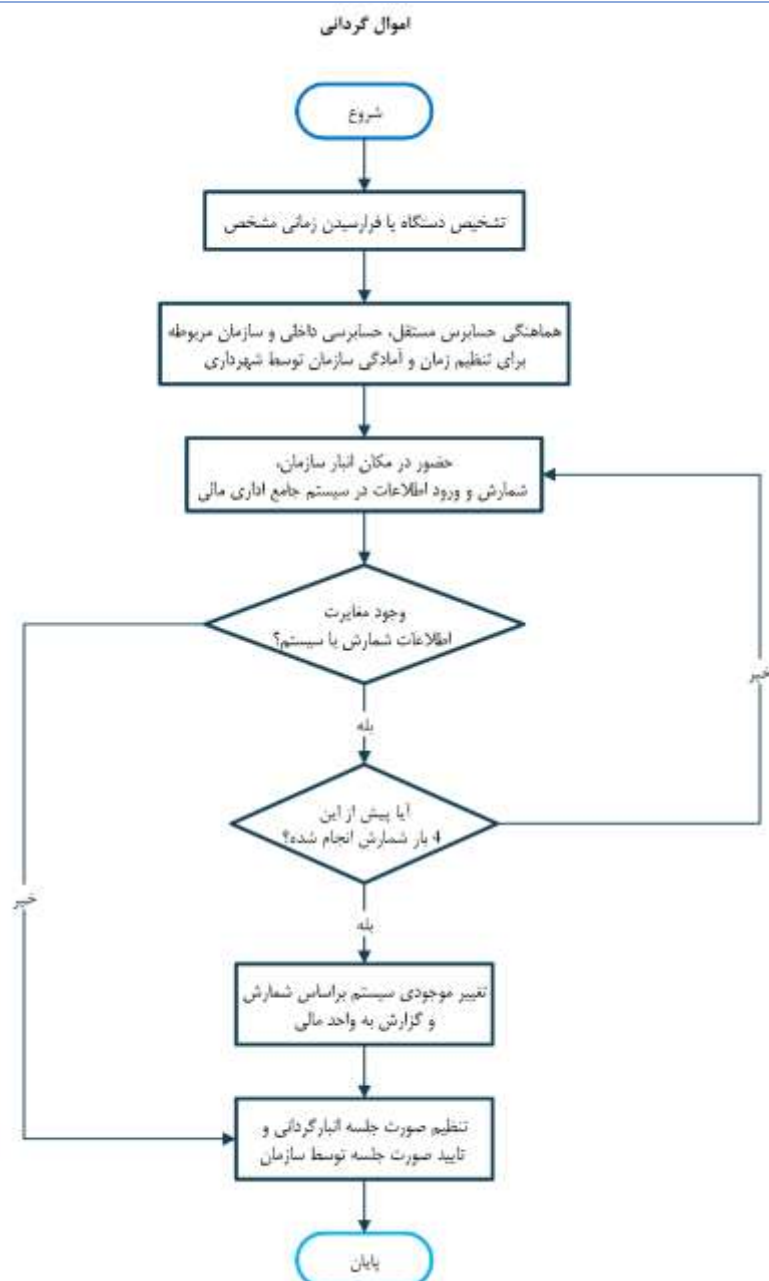 اموال گردانی
شروع
تشخیص دستگاه یا فرارسیدن زمانی مشخص
هماهنگی حسابرس مستقل، حسابرسی داخلی و سازمان مربوطه
برای تنظیم زمان و آمادگی سازمان توسط شهرداری
حضور در مکان انبار سازمان،
شمارش و ورود اطلاعات در سیستم جامع اداری مالی
وجود مغایرت
اطلاعات شمارش با سیستم؟
خیر
بله
آیا پیش از این
4 بار شمارش انجام شده؟
خیر
بله
تغییر موجودی سیستم براساس شمارش
و گزارش به واحد مالی
تنظیم صورت جلسه انبارگردانی و
تایید صورت جلسه توسط سازمان
پایان